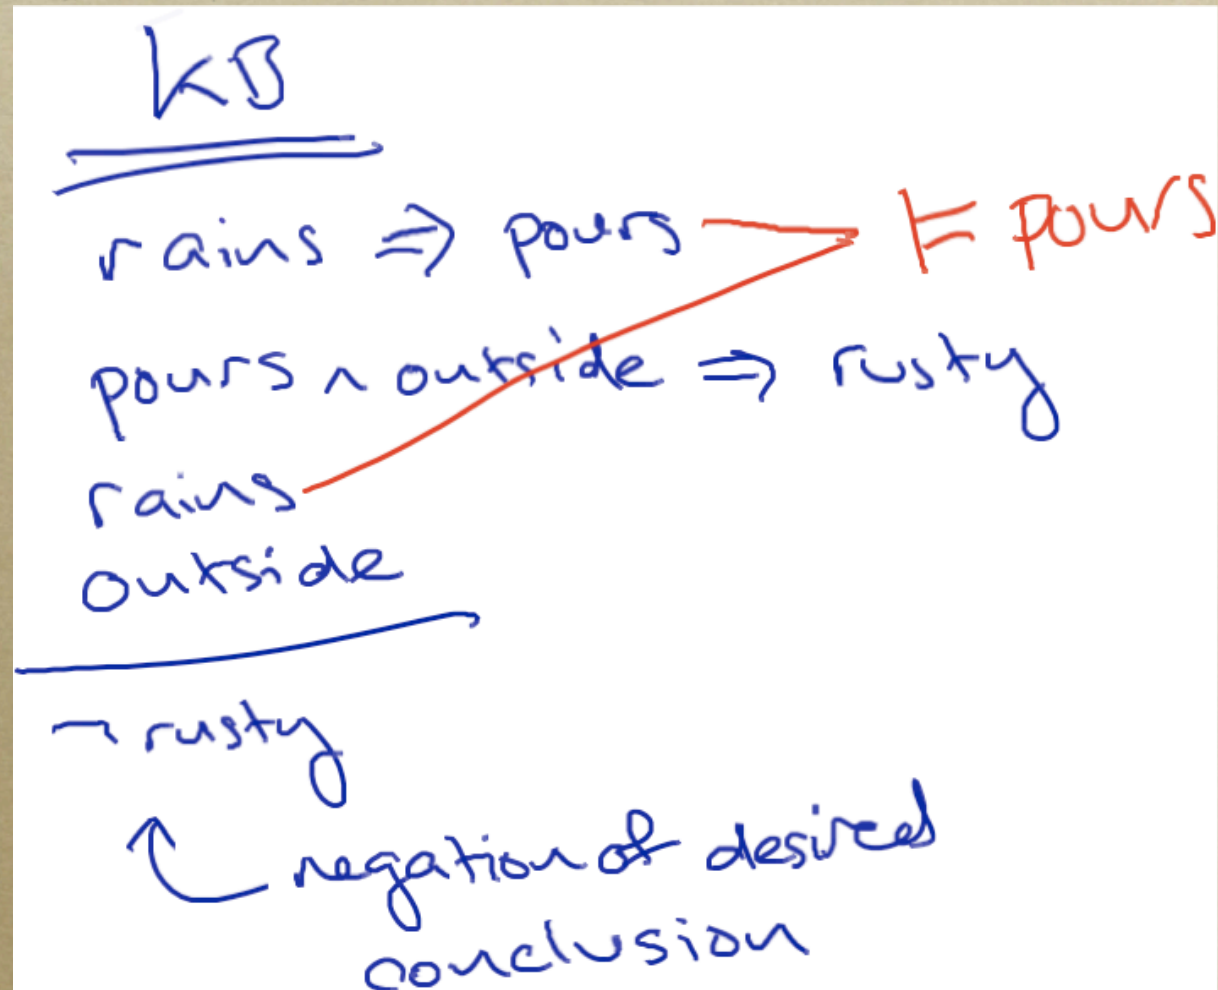 KB
rains ⇒ pours ⊨ pours
pours ∧ outside ⇒ rusty
rains
outside
¬ rusty
negation of desired
conclusion